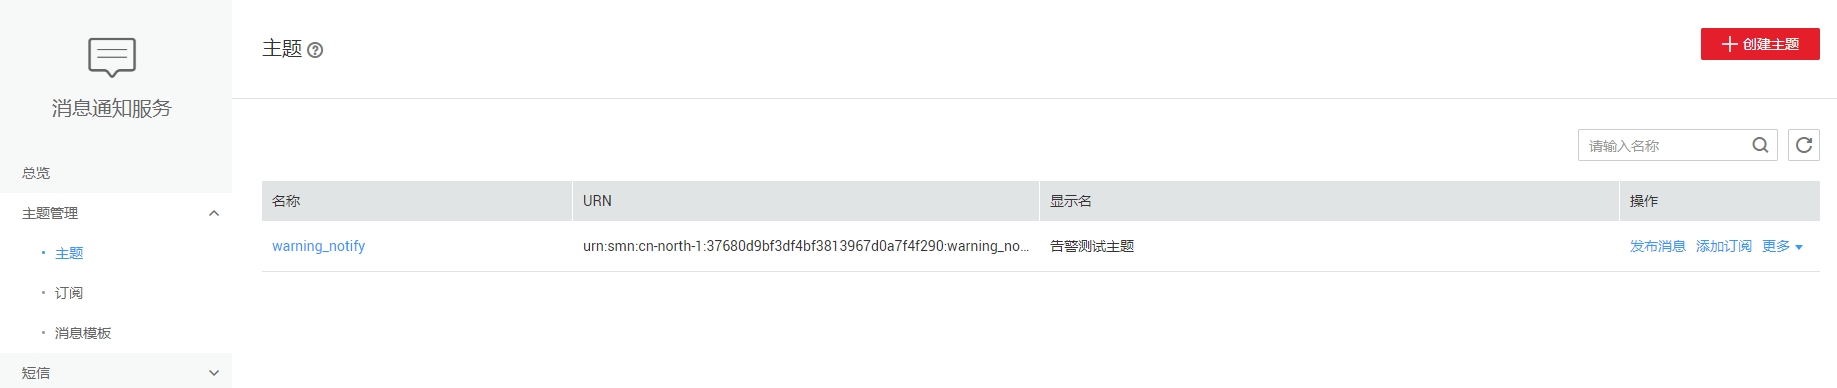 消息通知服务
总览
主题管理
主题
订阅
消息模板
短信
主题 ?
创建主题
请输入名称
名称 URN 显示名 操作
warning_notify urn:smn:cn-north-1:37680d9bf3df4bf3813967d0a7f4f290:warning_no... 告警测试主题 发布消息 添加订阅 更多